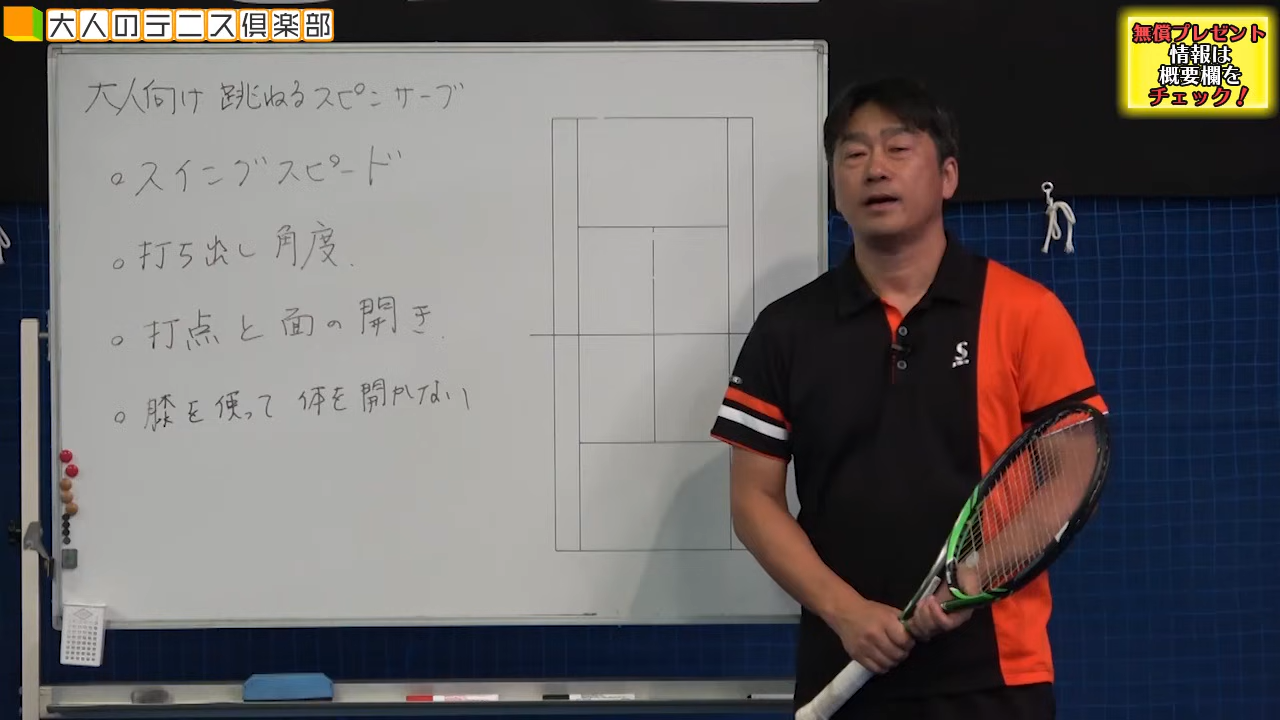 大人のテニス倶楽部
無償プレゼント
情報は
概要欄を
チェック！
大人向け 跳ねるスピンサーブ
○ スイングスピード
○ 打ち出し角度.
○ 打点と面の開き.
○ 膝を使って 体を開かない
S